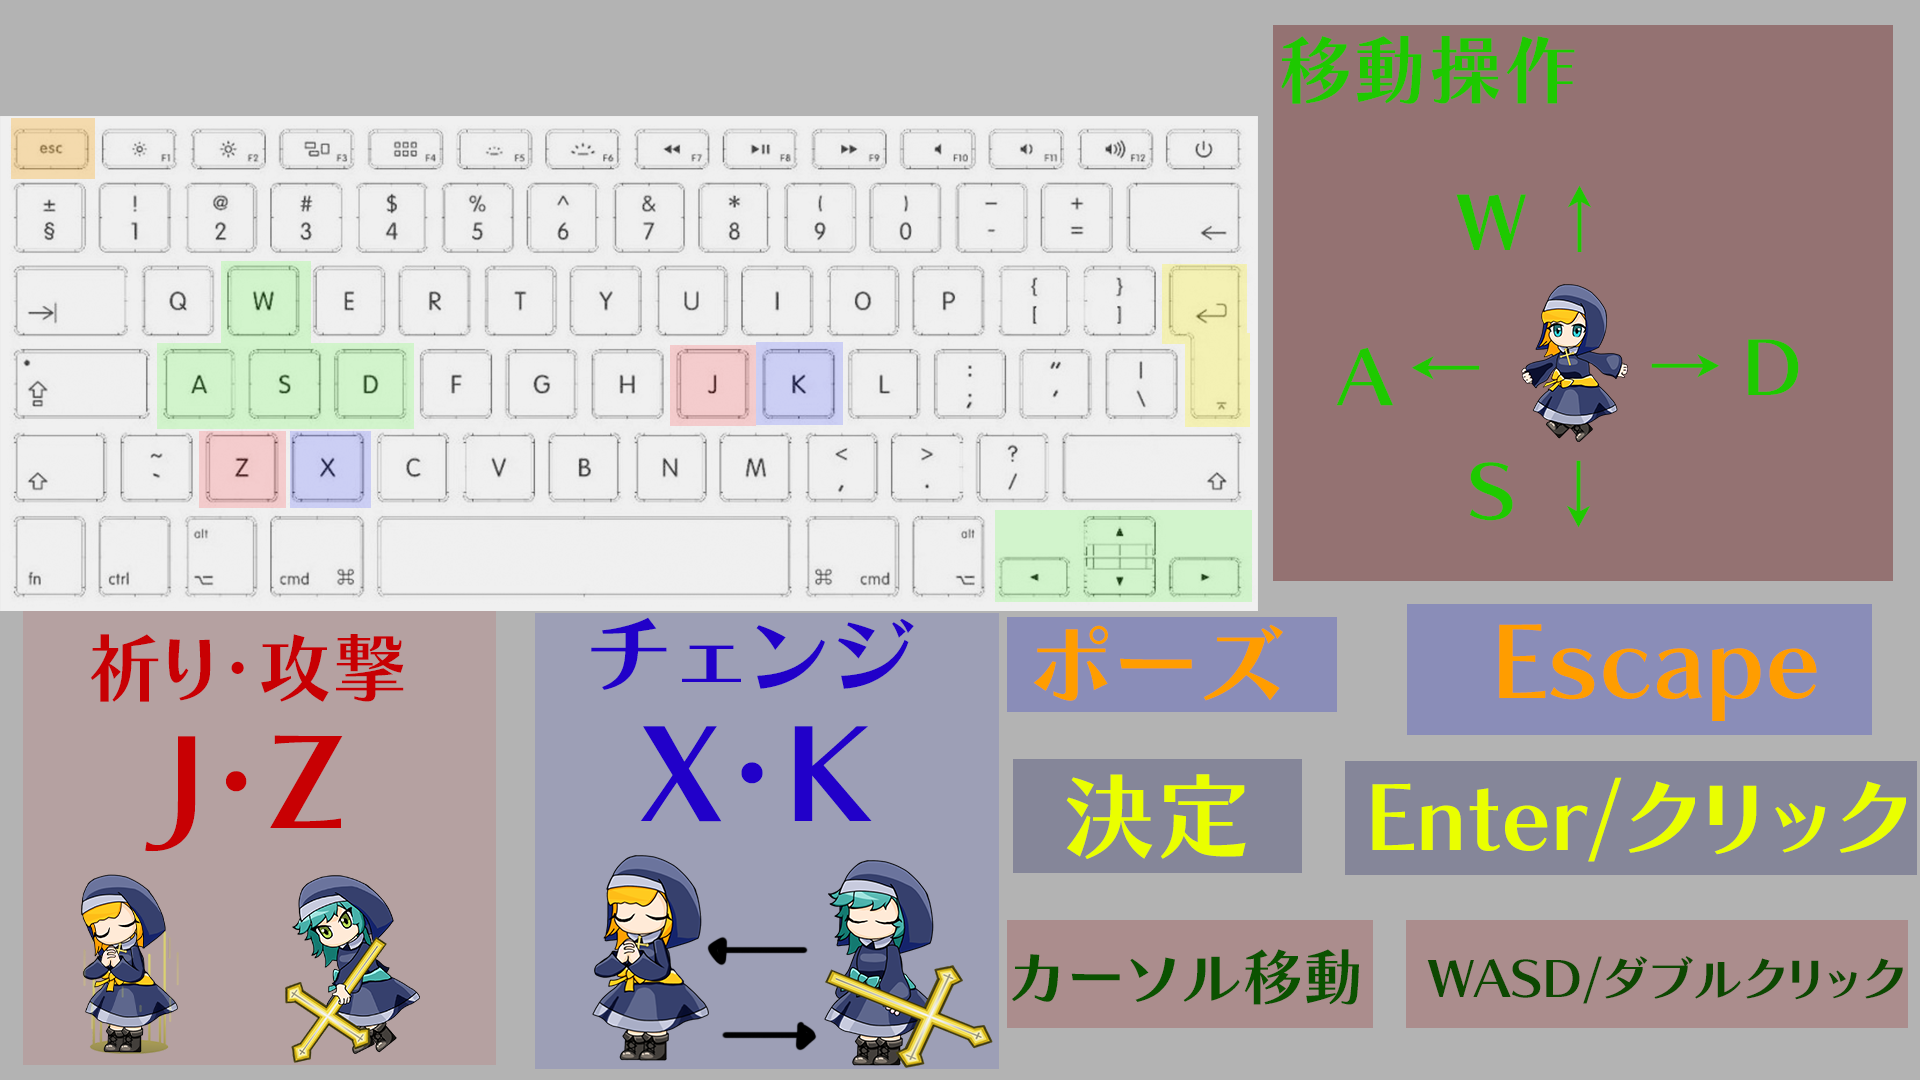 移動操作
esc F1 F2 F3 F4 F5 F6 F7 F8 F9 F10 F11 F12
± ! @ # $ % ^ & * ( ) — +
§ 1 2 3 4 5 6 7 8 9 0 - = ←
→| Q W E R T Y U I O P { [ } ]
A S D F G H J K L : ; “ ‘ | \
~ ` Z X C V B N M < , > . ? /
fn ctrl alt cmd ⌘ ⌘ cmd alt
W ↑
A ← → D
S ↓
祈り・攻撃
J・Z
チェンジ
X・K
ポーズ Escape
決定 Enter/クリック
カーソル移動 WASD/ダブルクリック